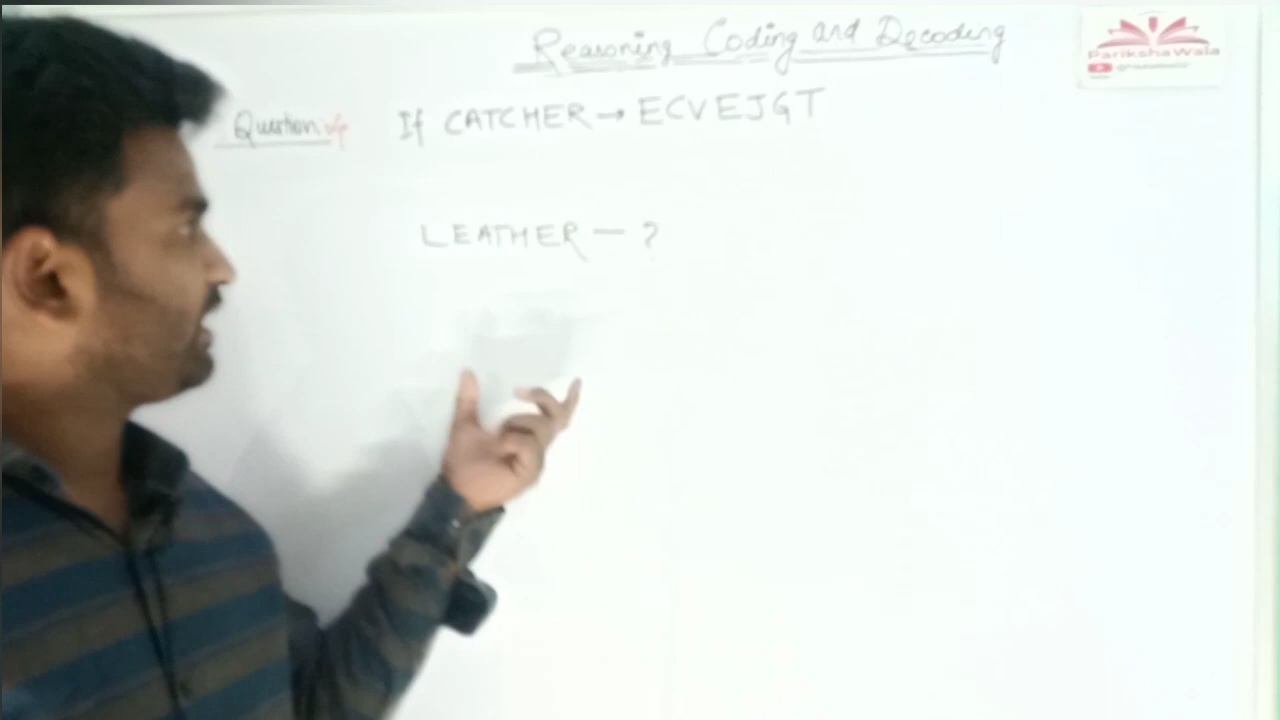 Reasoning Coding and Decoding
ParikshaWala
Question:
If CATCHER → ECVEJGT
LEATHER — ?